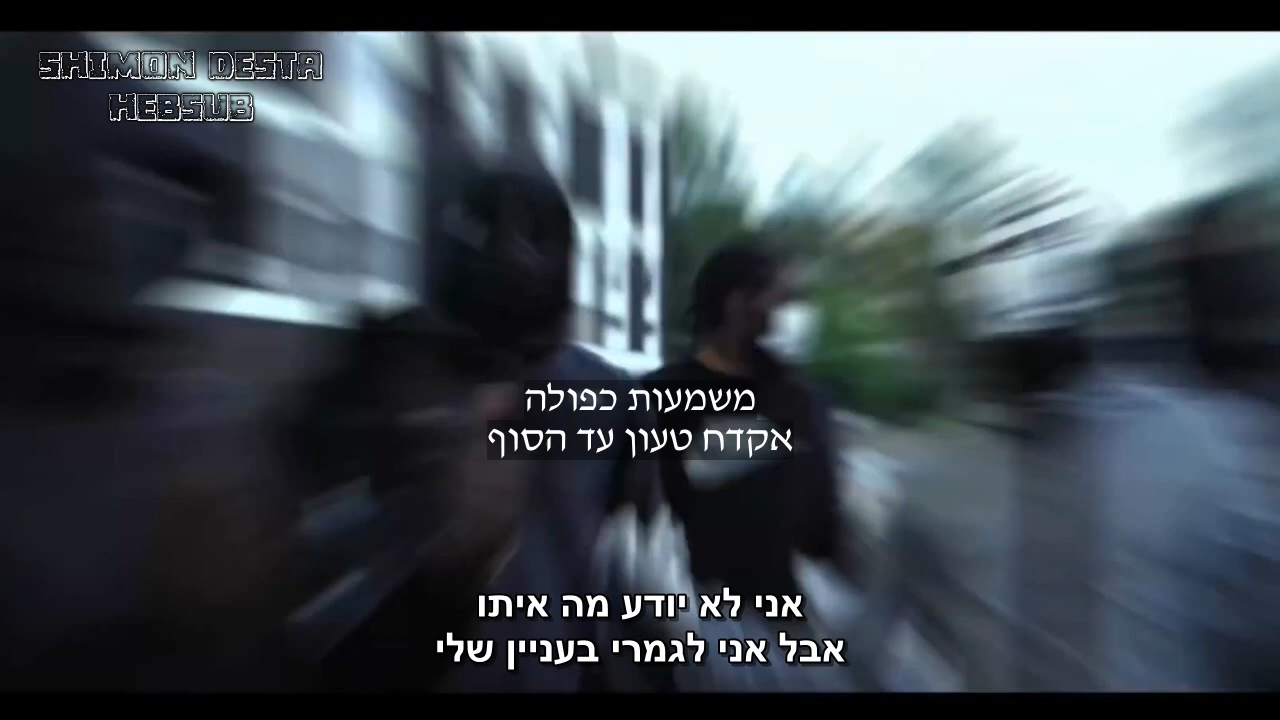 SHIMON DESTA
HEBSUB
משמעות כפולה
אקדח טעון עד הסוף
אני לא יודע מה איתו
אבל אני לגמרי בעניין שלי